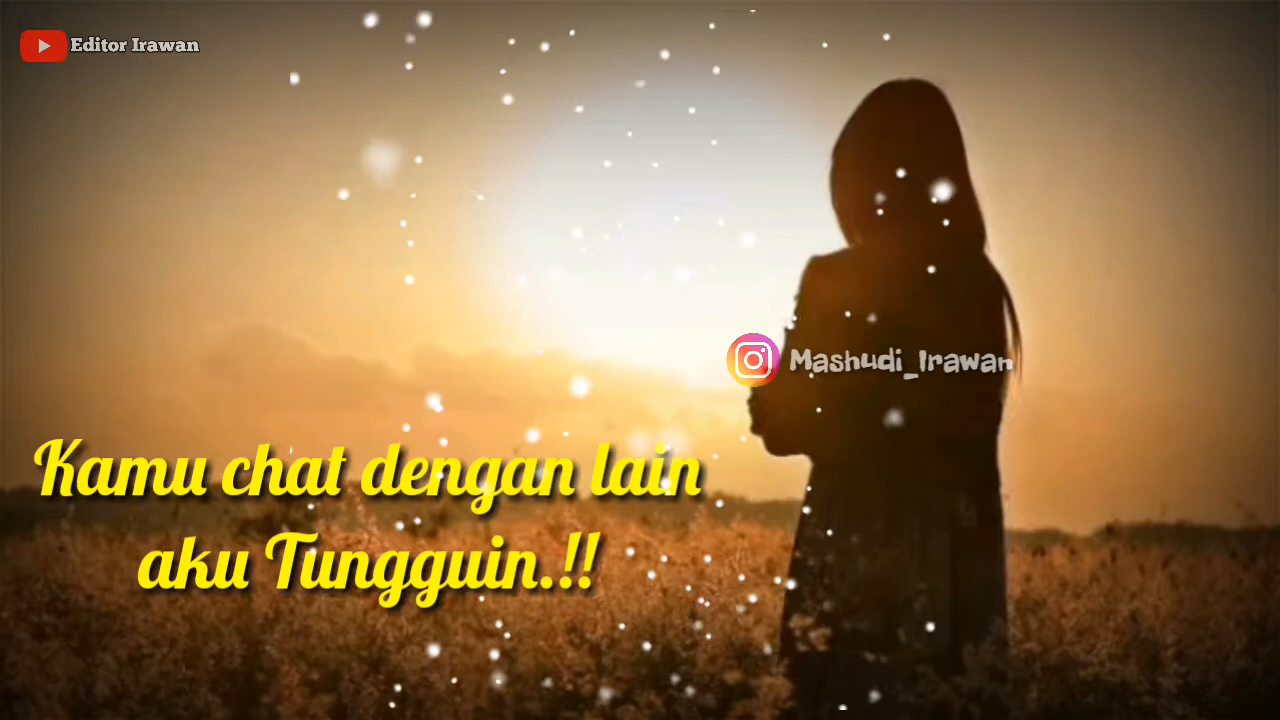 Editor Irawan
Mashudi_Irawan
Kamu chat dengan lain
aku Tungguin.!!